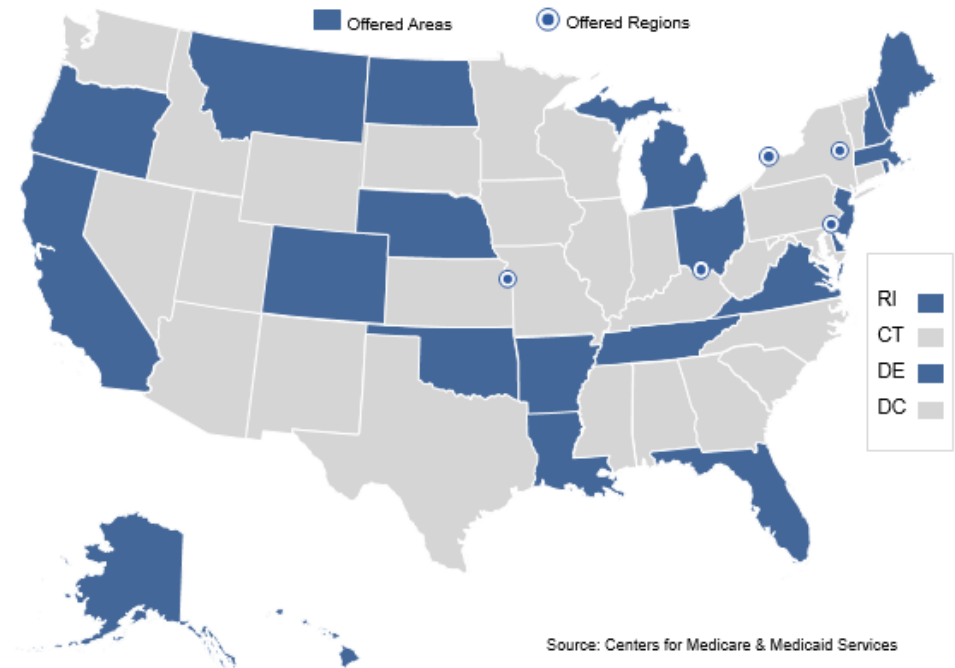 Offered Areas
Offered Regions
RI
CT
DE
DC
Source: Centers for Medicare & Medicaid Services